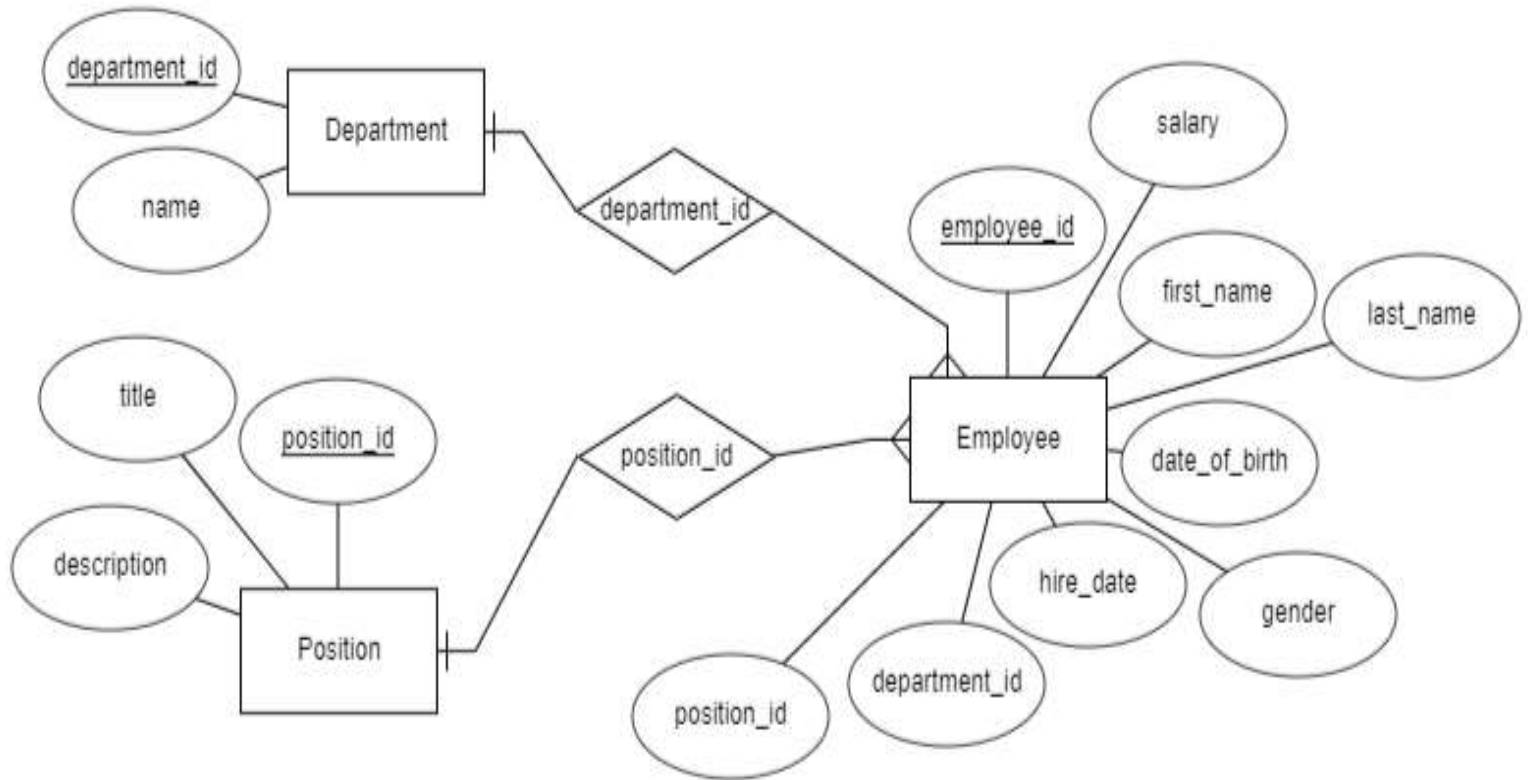 department_id
Department
name
department_id
salary
employee_id
first_name
last_name
title
position_id
position_id
Employee
date_of_birth
description
hire_date
gender
Position
department_id
position_id